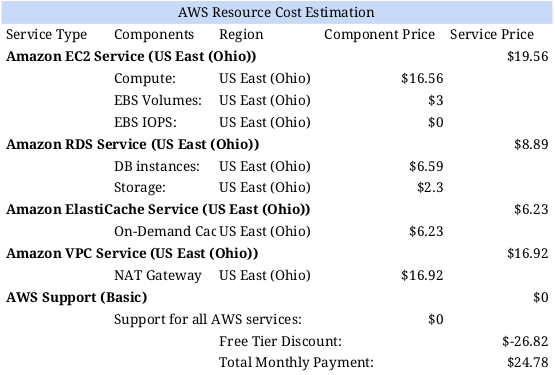 AWS Resource Cost Estimation
Service Type Components Region Component Price Service Price
Amazon EC2 Service (US East (Ohio)) $19.56
Compute: US East (Ohio) $16.56
EBS Volumes: US East (Ohio) $3
EBS IOPS: US East (Ohio) $0
Amazon RDS Service (US East (Ohio)) $8.89
DB instances: US East (Ohio) $6.59
Storage: US East (Ohio) $2.3
Amazon ElastiCache Service (US East (Ohio)) $6.23
On-Demand Cac US East (Ohio) $6.23
Amazon VPC Service (US East (Ohio)) $16.92
NAT Gateway US East (Ohio) $16.92
AWS Support (Basic) $0
Support for all AWS services: $0
Free Tier Discount: $-26.82
Total Monthly Payment: $24.78